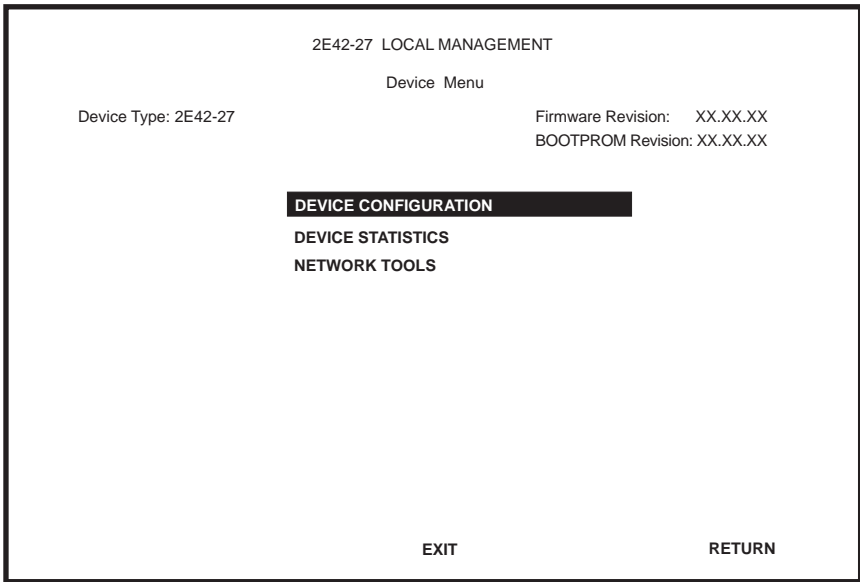 2E42-27 LOCAL MANAGEMENT
Device Menu
Device Type: 2E42-27 Firmware Revision: XX.XX.XX
BOOTPROM Revision: XX.XX.XX
DEVICE CONFIGURATION
DEVICE STATISTICS
NETWORK TOOLS
EXIT RETURN